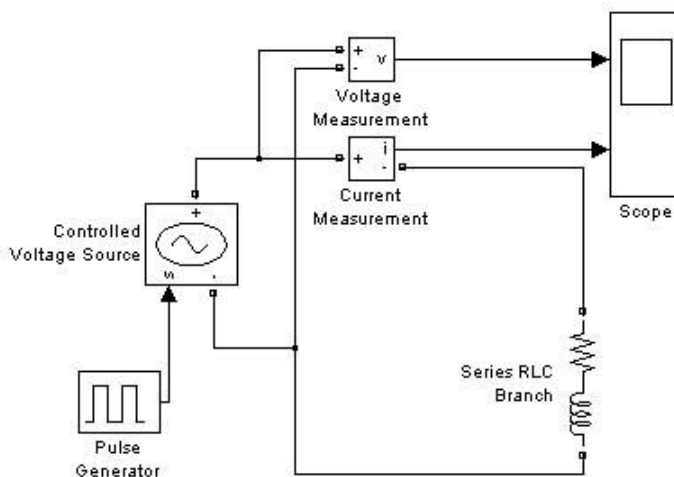 +
-
v
Voltage
Measurement
+
i
-
Current
Measurement
Scope
Controlled
Voltage Source
+
s
-
Series RLC
Branch
Pulse
Generator